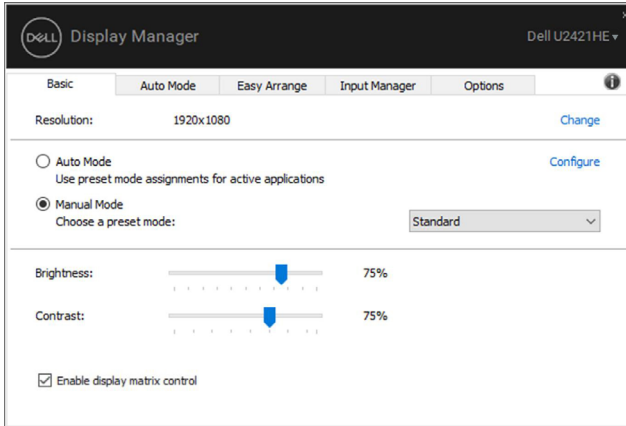 DELL Display Manager Dell U2421HE
Basic Auto Mode Easy Arrange Input Manager Options
Resolution: 1920x1080 Change
Auto Mode Configure
Use preset mode assignments for active applications
Manual Mode
Choose a preset mode: Standard
Brightness: 75%
Contrast: 75%
Enable display matrix control